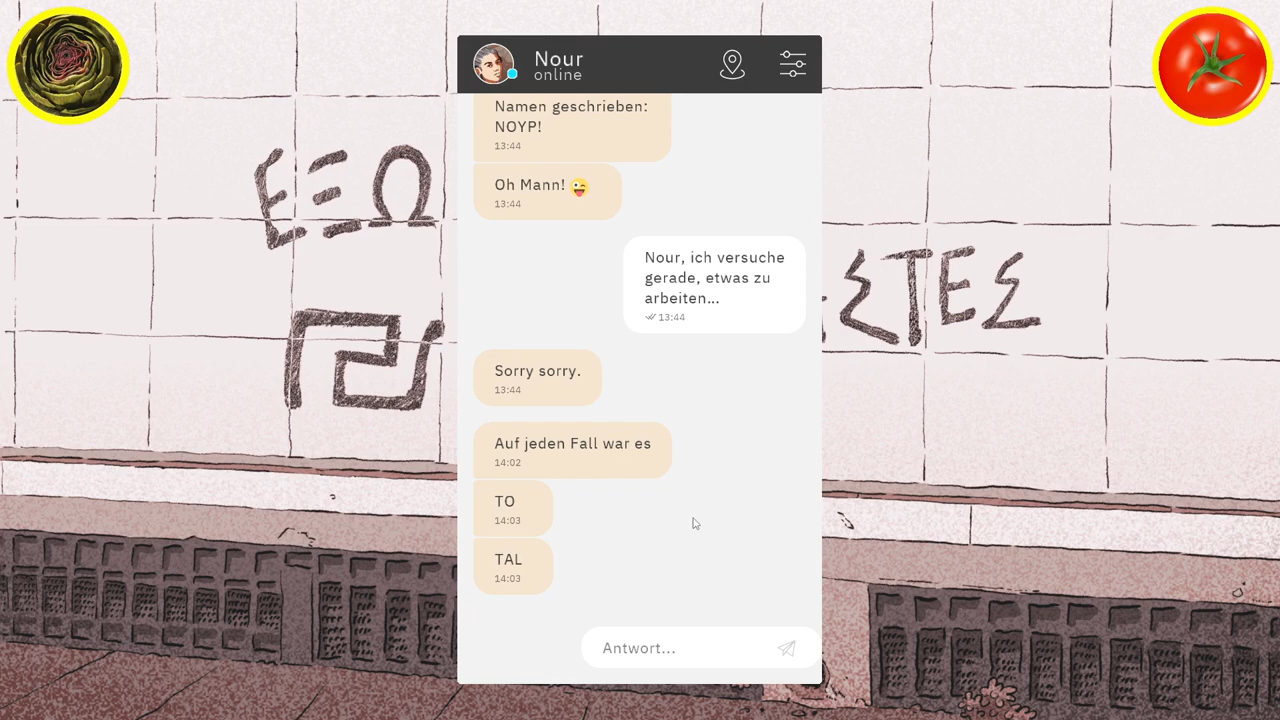 Nour
online
Namen geschrieben:
NOYP!
13:44
Oh Mann! 😜
13:44
Nour, ich versuche
gerade, etwas zu
arbeiten...
13:44
Sorry sorry.
13:44
Auf jeden Fall war es
14:02
TO
14:03
TAL
14:03
Antwort...
ΕΞΩ
ΣΤΕΣ